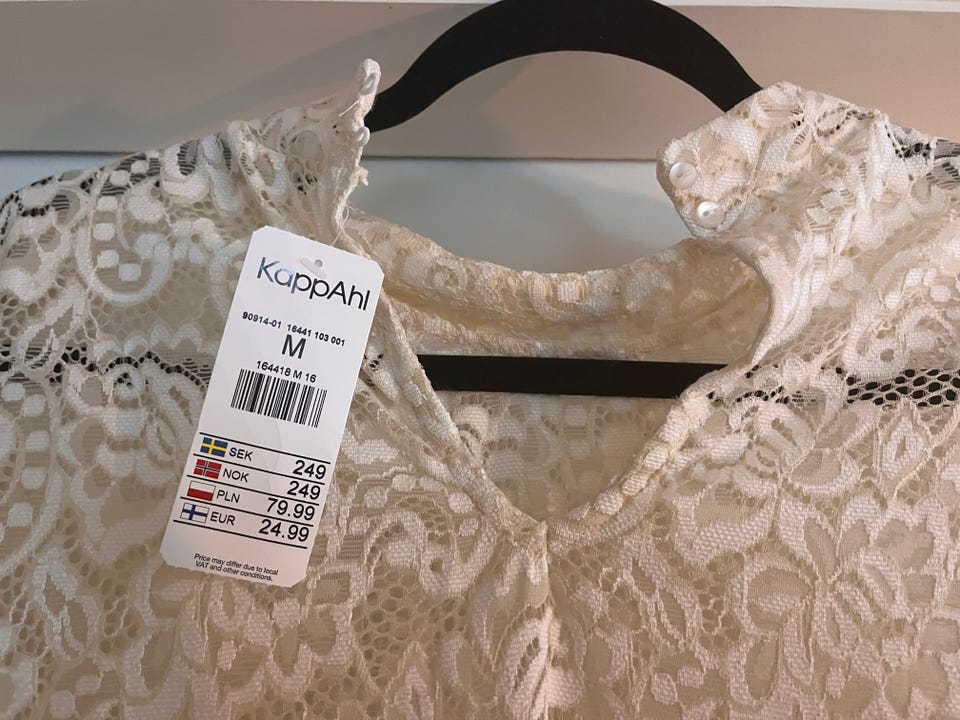 KappAhl
90914-01 16441 103 001
M
164418 M 16
SEK 249
NOK 249
PLN 79.99
EUR 24.99
Price may differ due to local
VAT and other conditions.